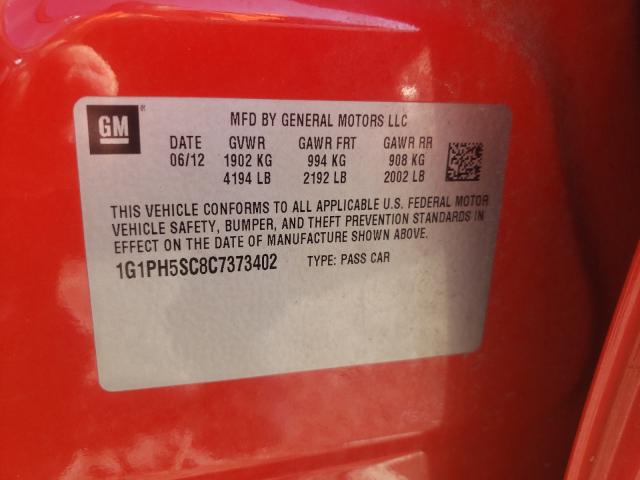 GM ®
MFD BY GENERAL MOTORS LLC
DATE GVWR GAWR FRT GAWR RR
06/12 1902 KG 994 KG 908 KG
4194 LB 2192 LB 2002 LB
THIS VEHICLE CONFORMS TO ALL APPLICABLE U.S. FEDERAL MOTOR
VEHICLE SAFETY, BUMPER, AND THEFT PREVENTION STANDARDS IN
EFFECT ON THE DATE OF MANUFACTURE SHOWN ABOVE.
1G1PH5SC8C7373402 TYPE: PASS CAR